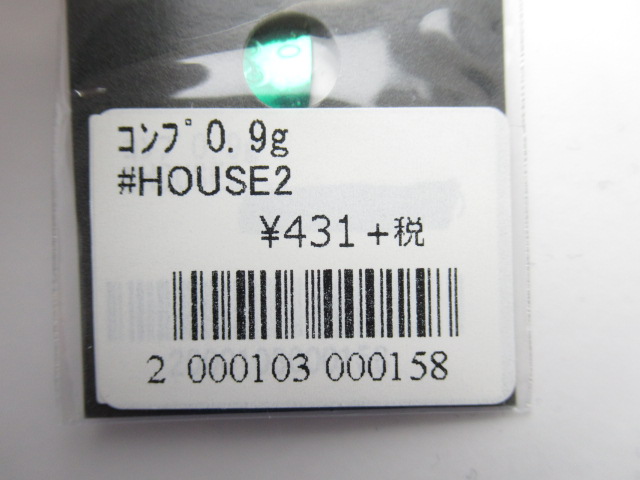 ｺﾝﾌﾟ0.9g
#HOUSE2
¥431+税
2 000103 000158